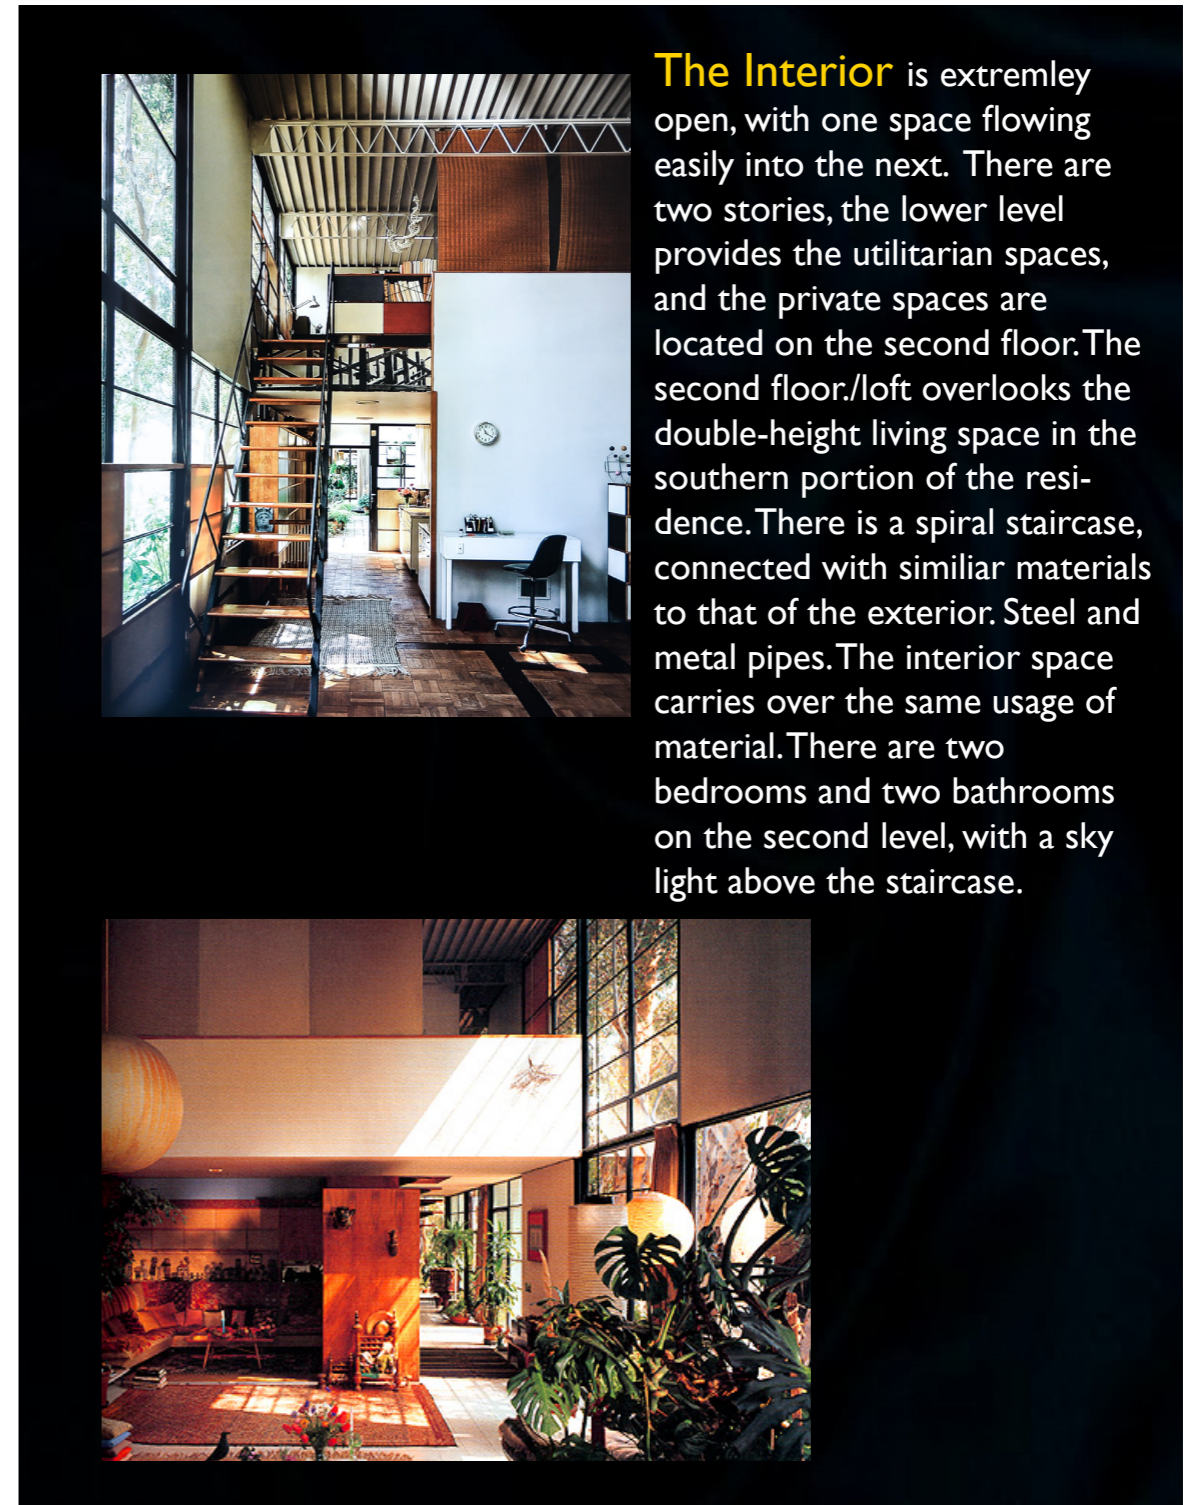 The Interior is extremley
open, with one space flowing
easily into the next.  There are
two stories, the lower level
provides the utilitarian spaces,
and the private spaces are
located on the second floor. The
second floor./loft overlooks the
double-height living space in the
southern portion of the resi-
dence. There is a spiral staircase,
connected with similiar materials
to that of the exterior. Steel and
metal pipes. The interior space
carries over the same usage of
material. There are two
bedrooms and two bathrooms
on the second level, with a sky
light above the staircase.